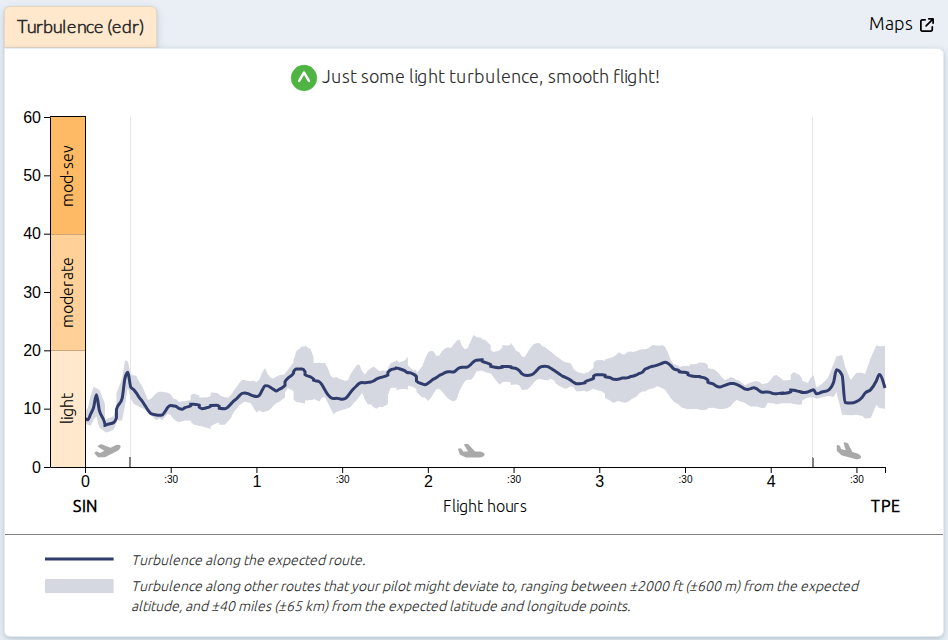 Turbulence (edr)
Maps
Just some light turbulence, smooth flight!
60
50
40
30
20
10
0
mod-sev
moderate
light
0 :30 1 :30 2 :30 3 :30 4 :30
SIN Flight hours TPE
Turbulence along the expected route.
Turbulence along other routes that your pilot might deviate to, ranging between ±2000 ft (±600 m) from the expected
altitude, and ±40 miles (±65 km) from the expected latitude and longitude points.